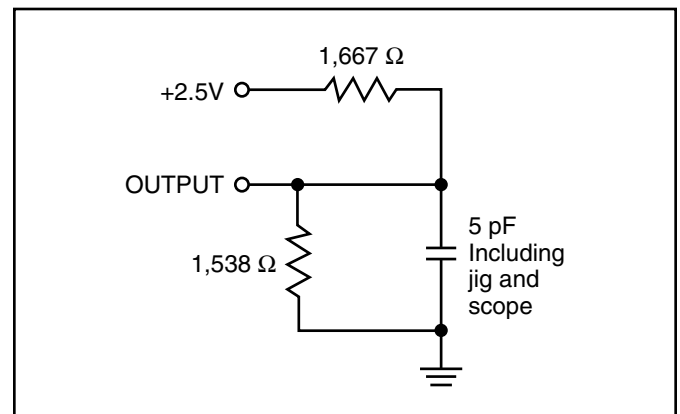 1,667 Ω
+2.5V
OUTPUT
1,538 Ω
5 pF
Including
jig and
scope